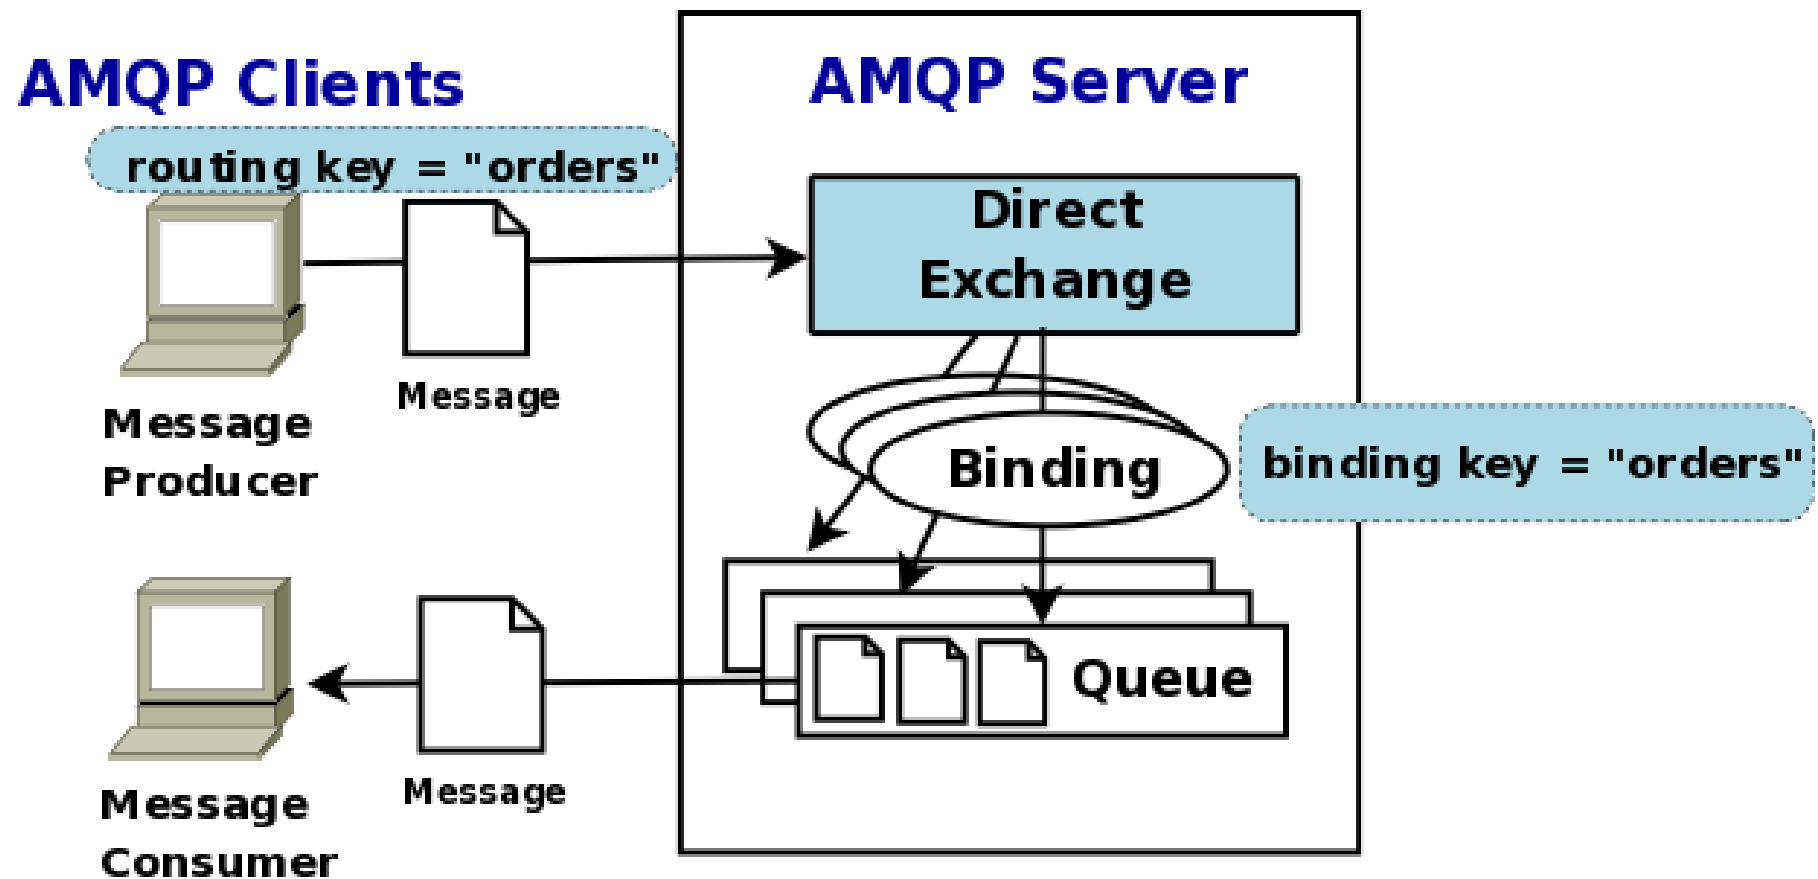 AMQP Clients
AMQP Server
routing key = "orders"
Direct
Exchange
Message
Message
Producer
Binding
binding key = "orders"
Queue
Message
Message
Consumer